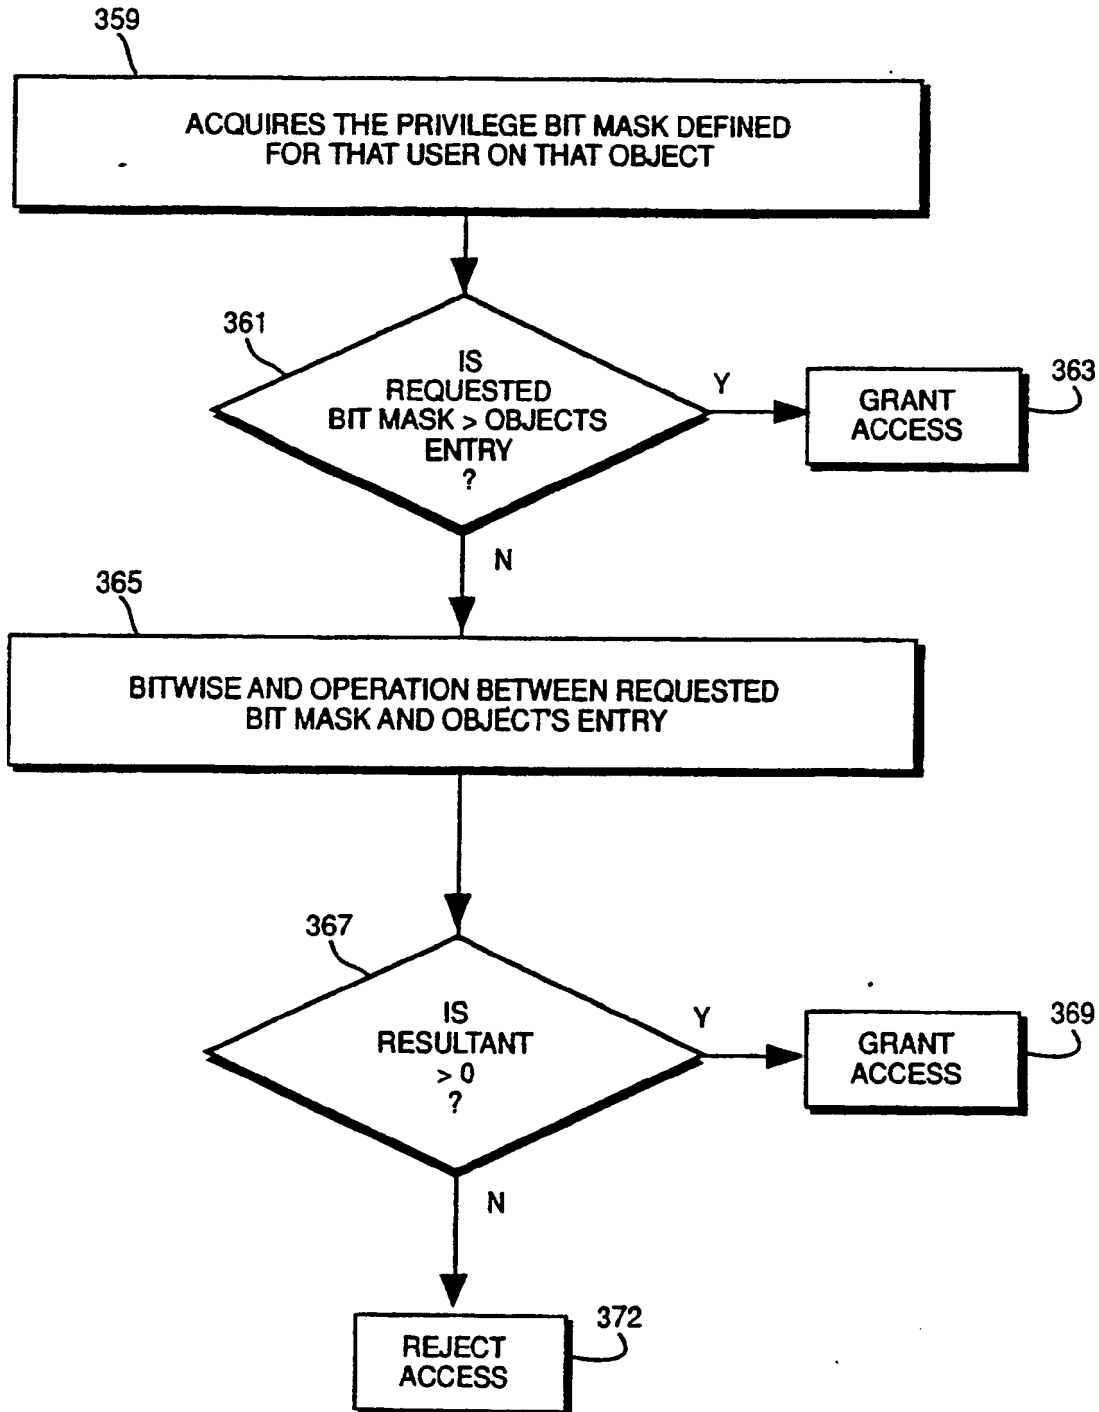 359
ACQUIRES THE PRIVILEGE BIT MASK DEFINED
FOR THAT USER ON THAT OBJECT
361
IS
REQUESTED
BIT MASK > OBJECTS
ENTRY
?
Y
GRANT
ACCESS
363
N
365
BITWISE AND OPERATION BETWEEN REQUESTED
BIT MASK AND OBJECT'S ENTRY
367
IS
RESULTANT
> 0
?
Y
GRANT
ACCESS
369
N
REJECT
ACCESS
372